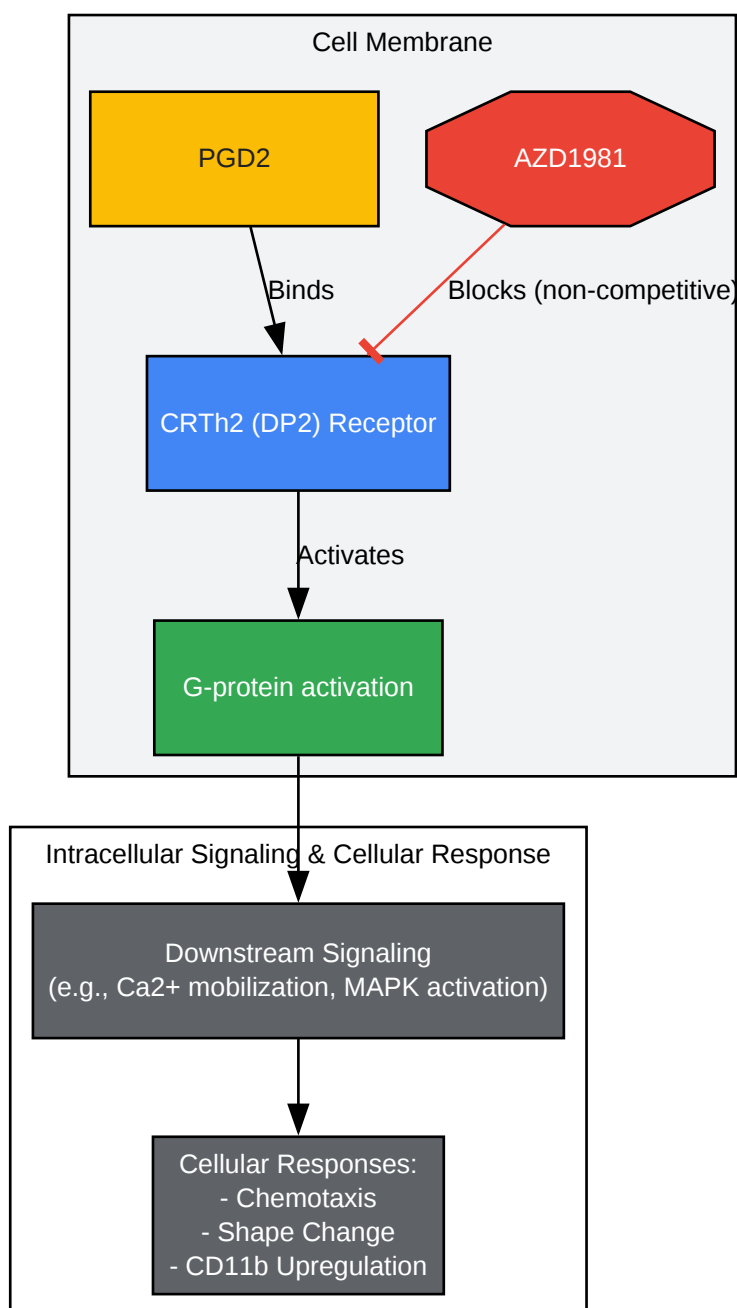 Cell Membrane
PGD2
AZD1981
Binds
Blocks (non-competitive)
CRTh2 (DP2) Receptor
Activates
G-protein activation
Intracellular Signaling & Cellular Response
Downstream Signaling
(e.g., Ca2+ mobilization, MAPK activation)
Cellular Responses:
- Chemotaxis
- Shape Change
- CD11b Upregulation